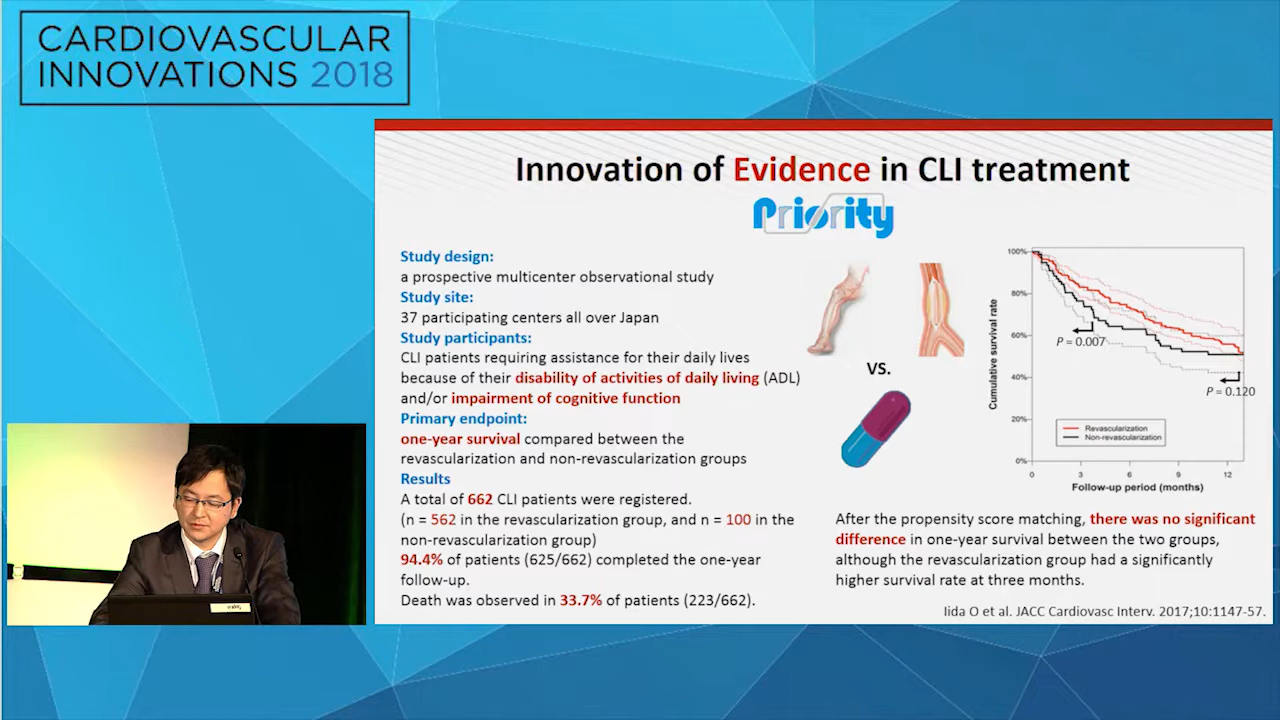 CARDIOVASCULAR
INNOVATIONS 2018
Innovation of Evidence in CLI treatment
Priority
Study design:
a prospective multicenter observational study
Study site:
37 participating centers all over Japan
Study participants:
CLI patients requiring assistance for their daily lives
because of their disability of activities of daily living (ADL)
and/or impairment of cognitive function
Primary endpoint:
one-year survival compared between the
revascularization and non-revascularization groups
Results
A total of 662 CLI patients were registered.
(n = 562 in the revascularization group, and n = 100 in the
non-revascularization group)
94.4% of patients (625/662) completed the one-year
follow-up.
Death was observed in 33.7% of patients (223/662).
VS.
100%
80%
60%
40%
20%
0%
Cumulative survival rate
P = 0.007
P = 0.120
Revascularization
Non-revascularization
0 3 6 9 12
Follow-up period (months)
After the propensity score matching, there was no significant
difference in one-year survival between the two groups,
although the revascularization group had a significantly
higher survival rate at three months.
Iida O et al. JACC Cardiovasc Interv. 2017;10:1147-57.